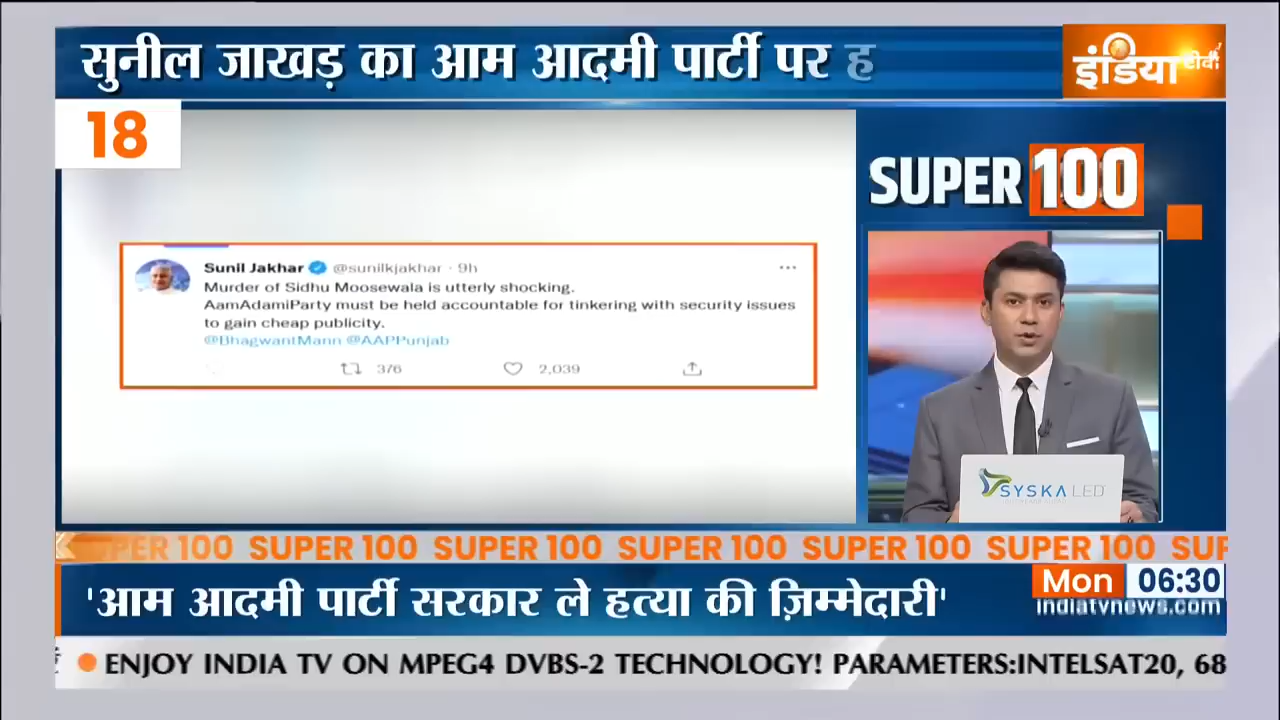 सुनील जाखड़ का आम आदमी पार्टी पर ह
इंडिया टीवी
18
SUPER 100
Sunil Jakhar @sunilkjakhar · 9h
Murder of Sidhu Moosewala is utterly shocking.
AamAdamiParty must be held accountable for tinkering with security issues
to gain cheap publicity.
@BhagwantMann @AAPPunjab
376 2,039
SYSKA LED
PER 100 SUPER 100 SUPER 100 SUPER 100 SUPER 100 SUPER 100 SUP
'आम आदमी पार्टी सरकार ले हत्या की ज़िम्मेदारी'
Mon 06:30
indiatvnews.com
ENJOY INDIA TV ON MPEG4 DVBS-2 TECHNOLOGY! PARAMETERS:INTELSAT20, 68